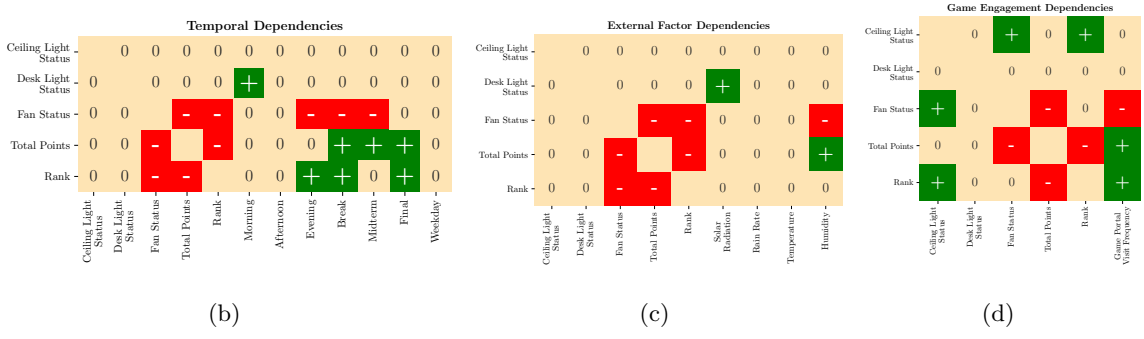 Temporal Dependencies
Ceiling Light
Status
0 0 0 0 0 0 0 0 0 0 0
Desk Light
Status
0 0 0 0 + 0 0 0 0 0 0
Fan Status
0 0 - - 0 0 - - - 0 0
Total Points
0 0 - - 0 0 0 + + + 0
Rank
0 0 - - 0 0 + + 0 + 0
Ceiling Light
Status
Desk Light
Status
Fan Status
Total Points
Rank
Morning
Afternoon
Evening
Break
Midterm
Final
Weekday
(b)
External Factor Dependencies
Ceiling Light
Status
0 0 0 0 0 0 0 0
Desk Light
Status
0 0 0 0 + 0 0 0
Fan Status
0 0 - - 0 0 0 -
Total Points
0 0 - - 0 0 0 +
Rank
0 0 - - 0 0 0 0
Ceiling Light
Status
Desk Light
Status
Fan Status
Total Points
Rank
Solar
Radiation
Rain Rate
Temperature
Humidity
(c)
Game Engagement Dependencies
Ceiling Light
Status
0 + 0 + 0
Desk Light
Status
0 0 0 0 0
Fan Status
+ 0 - 0 -
Total Points
0 0 - - +
Rank
+ 0 0 - +
Ceiling Light
Status
Desk Light
Status
Fan Status
Total Points
Rank
Game Portal
Visit Frequency
(d)